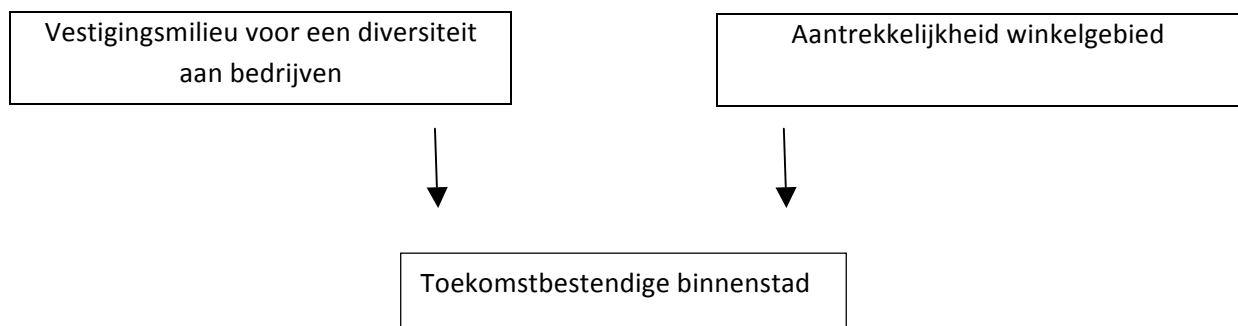 Vestigingsmilieu voor een diversiteit
aan bedrijven
Aantrekkelijkheid winkelgebied
Toekomstbestendige binnenstad